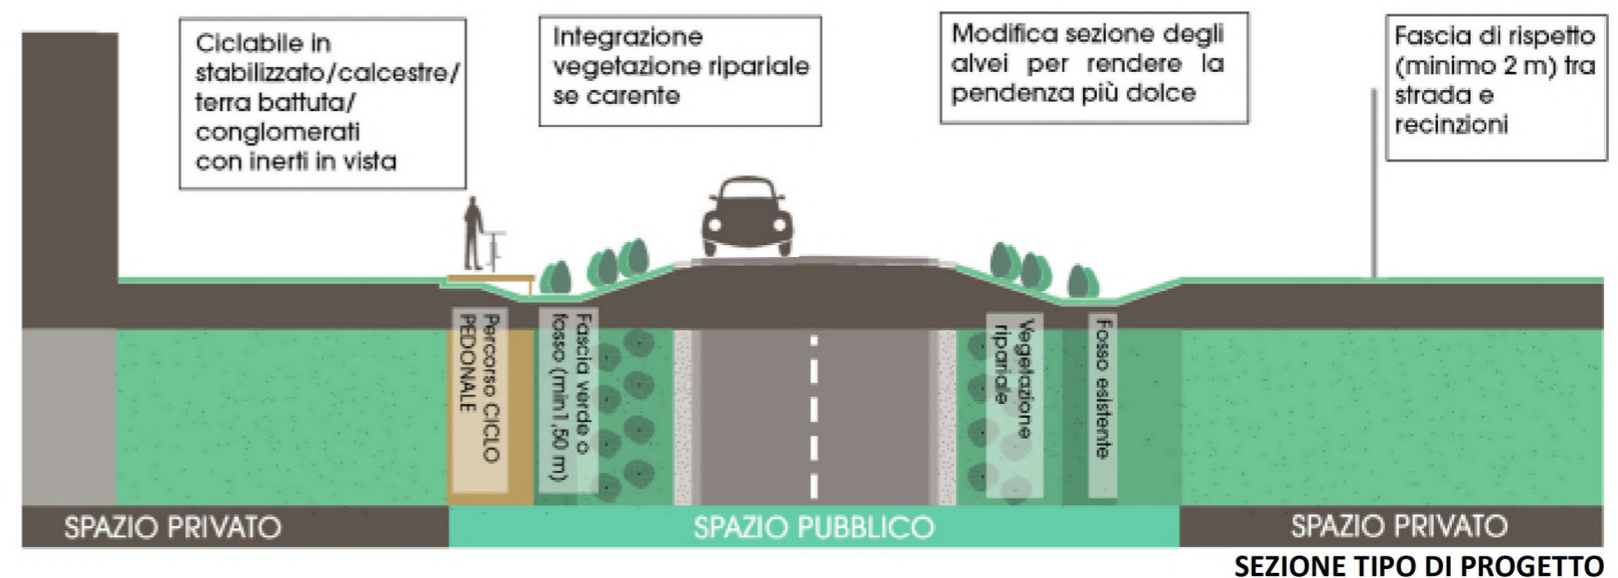 Ciclabile in
stabilizzato/calcestre/
terra battuta/
conglomerati
con inerti in vista
Integrazione
vegetazione ripariale
se carente
Modifica sezione degli
alvei per rendere la
pendenza più dolce
Fascia di rispetto
(minimo 2 m) tra
strada e
recinzioni
Percorso CICLO
PEDONALE
Fascia verde o
fosso (min1,50 m)
Vegetazione
ripariale
Fosso esistente
SPAZIO PRIVATO
SPAZIO PUBBLICO
SPAZIO PRIVATO
SEZIONE TIPO DI PROGETTO